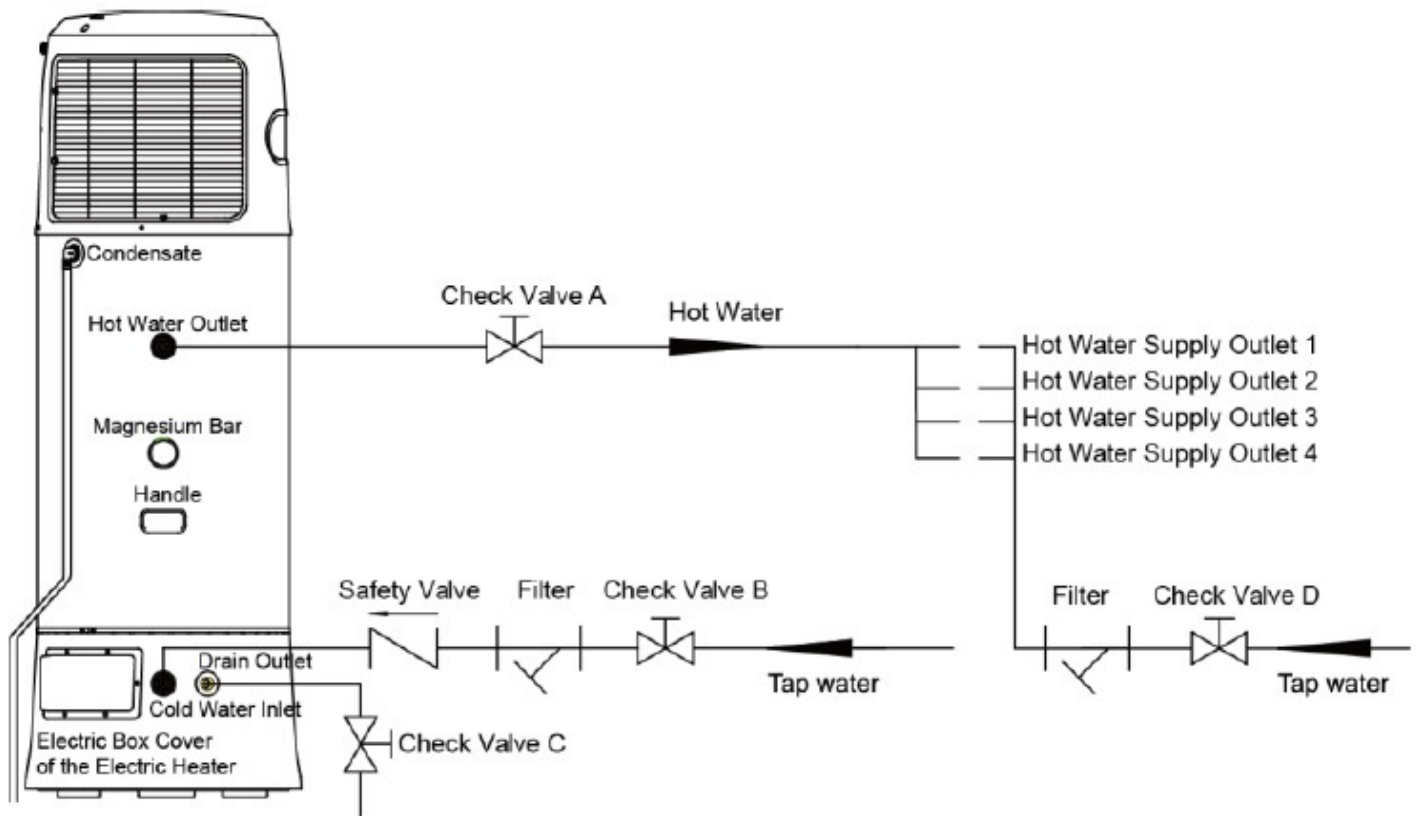 Condensate
Check Valve A
Hot Water
Hot Water Outlet
Hot Water Supply Outlet 1
Hot Water Supply Outlet 2
Hot Water Supply Outlet 3
Hot Water Supply Outlet 4
Magnesium Bar
Handle
Safety Valve
Filter
Check Valve B
Filter
Check Valve D
Drain Outlet
Tap water
Tap water
Cold Water Inlet
Electric Box Cover
of the Electric Heater
Check Valve C